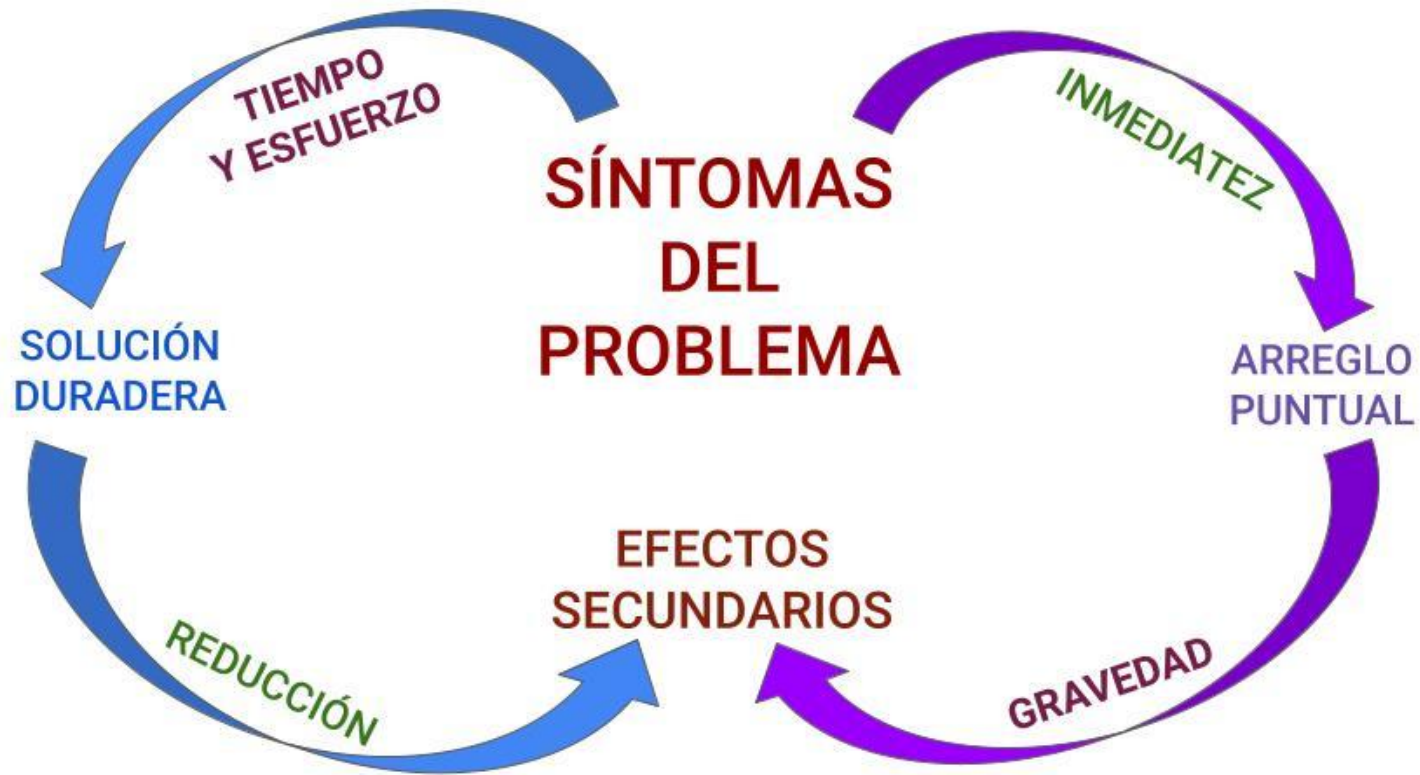 TIEMPO
Y ESFUERZO
INMEDIATEZ
SÍNTOMAS
DEL
PROBLEMA
SOLUCIÓN
DURADERA
ARREGLO
PUNTUAL
EFECTOS
SECUNDARIOS
REDUCCIÓN
GRAVEDAD